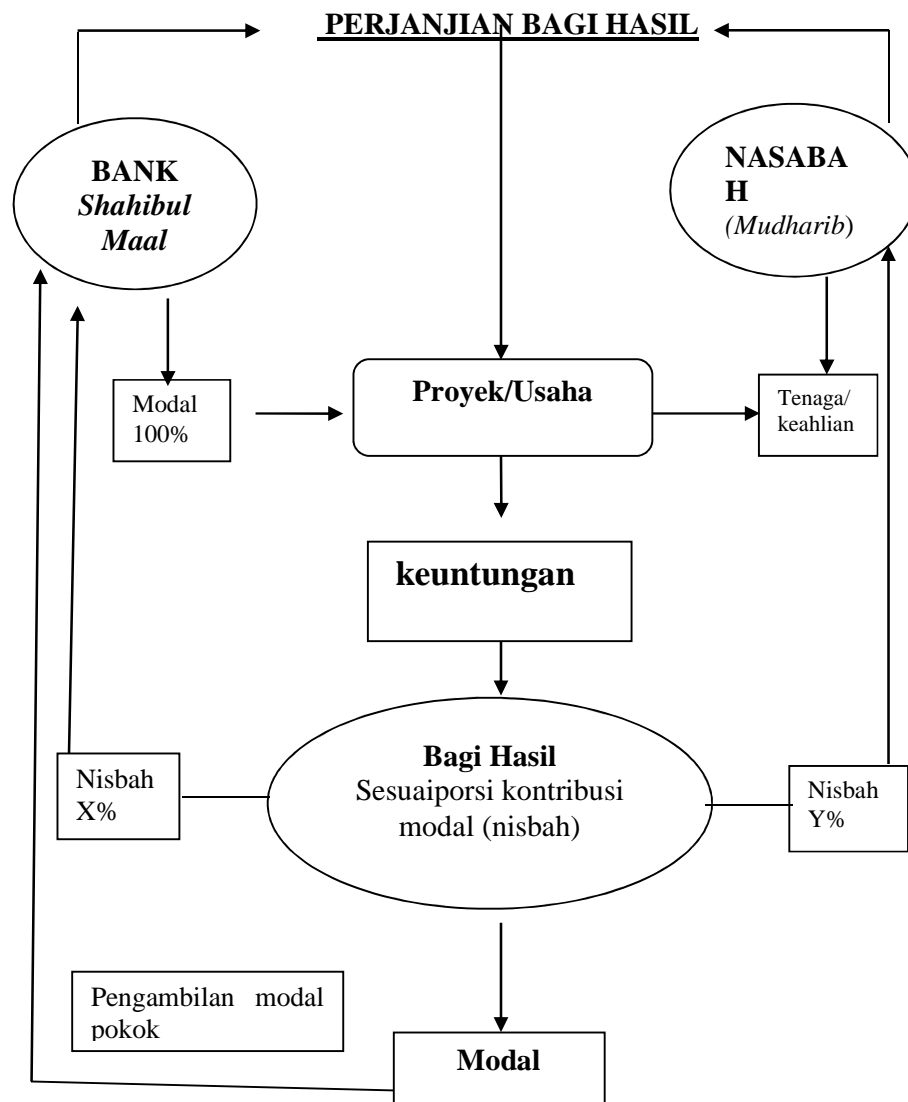 PERJANJIAN BAGI HASIL
BANK
Shahibul
Maal
NASABA
H
(Mudharib)
Modal
100%
Proyek/Usaha
Tenaga/
keahlian
keuntungan
Nisbah
X%
Bagi Hasil
Sesuaiporsi kontribusi
modal (nisbah)
Nisbah
Y%
Pengambilan modal
pokok
Modal